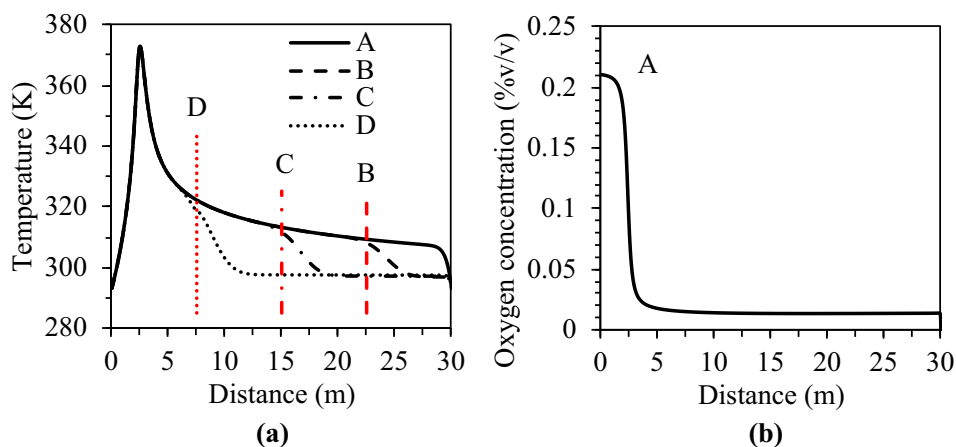 380
360
340
320
300
280
Temperature (K)
0
5
10
15
20
25
30
Distance (m)
A
B
C
D
D
C
B
(a)
0.25
0.2
0.15
0.1
0.05
0
Oxygen concentration (%v/v)
A
0
5
10
15
20
25
30
Distance (m)
(b)